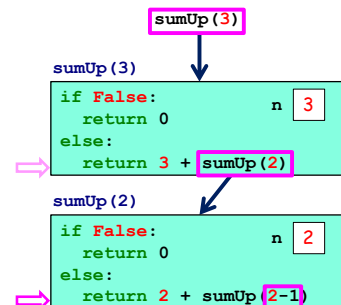 sumUp(3)
sumUp(3)
if False:
n 3
return 0
else:
return 3 + sumUp(2)
sumUp(2)
if False:
n 2
return 0
else:
return 2 + sumUp(2-1)